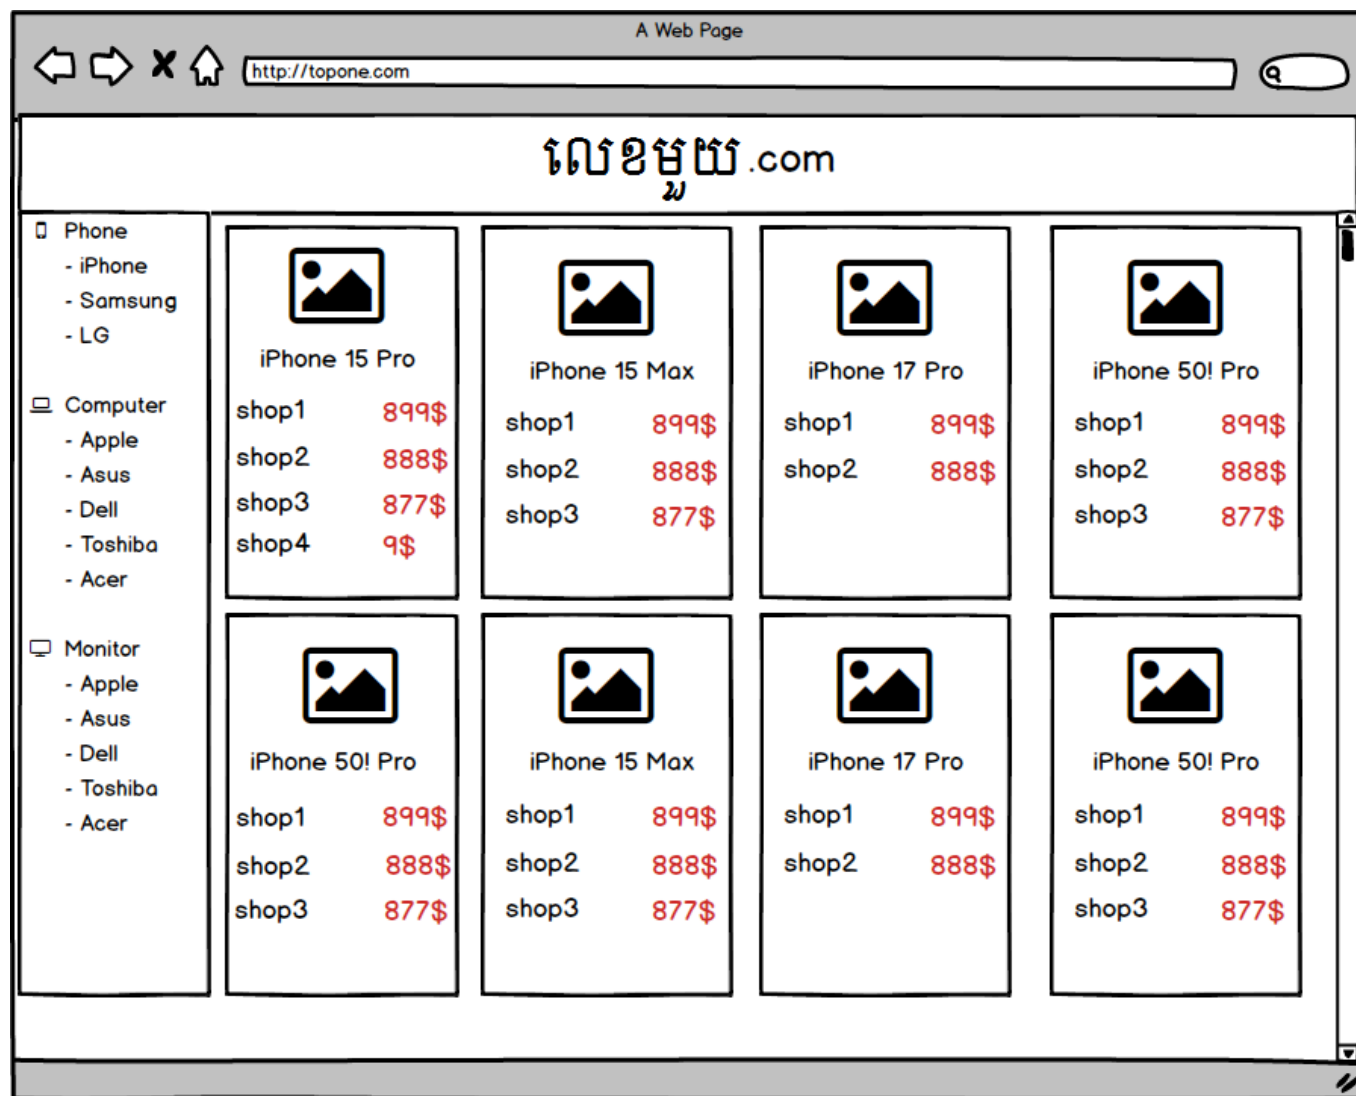 A Web Page
http://topone.com
លេខមួយ.com
Phone
- iPhone
- Samsung
- LG
Computer
- Apple
- Asus
- Dell
- Toshiba
- Acer
Monitor
- Apple
- Asus
- Dell
- Toshiba
- Acer
iPhone 15 Pro
shop1 899$
shop2 888$
shop3 877$
shop4 9$
iPhone 15 Max
shop1 899$
shop2 888$
shop3 877$
iPhone 17 Pro
shop1 899$
shop2 888$
iPhone 50! Pro
shop1 899$
shop2 888$
shop3 877$
iPhone 50! Pro
shop1 899$
shop2 888$
shop3 877$
iPhone 15 Max
shop1 899$
shop2 888$
shop3 877$
iPhone 17 Pro
shop1 899$
shop2 888$
iPhone 50! Pro
shop1 899$
shop2 888$
shop3 877$